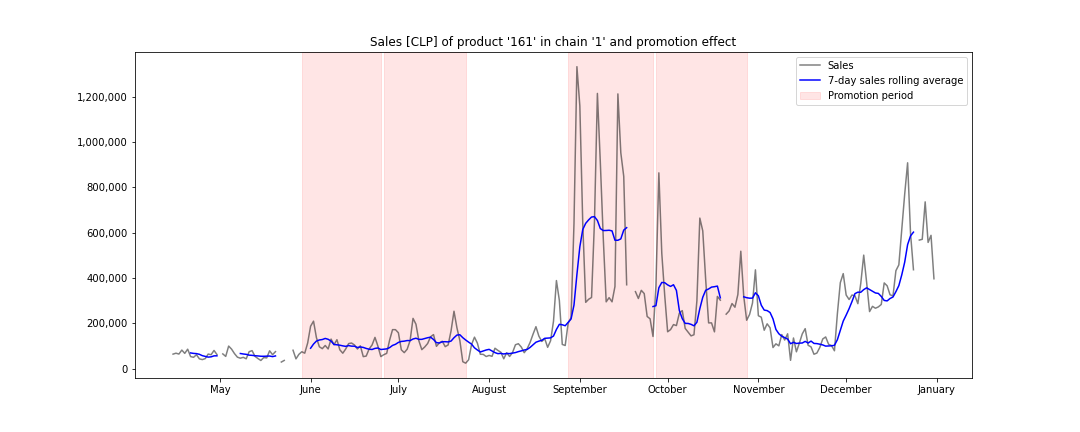 Sales [CLP] of product '161' in chain '1' and promotion effect
Sales
7-day sales rolling average
Promotion period
1,200,000
1,000,000
800,000
600,000
400,000
200,000
0
May June July August September October November December January